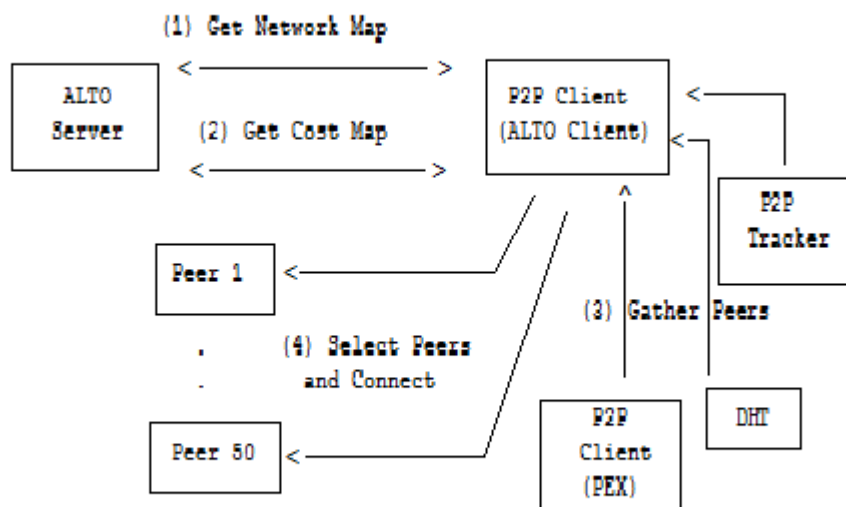 (1) Get Network Map
ALTO
Server
P2P Client
(ALTO Client)
(2) Get Cost Map
P2P
Tracker
Peer 1
(3) Gather Peers
.
(4) Select Peers
.
and Connect
Peer 50
P2P
Client
(PEX)
DHT